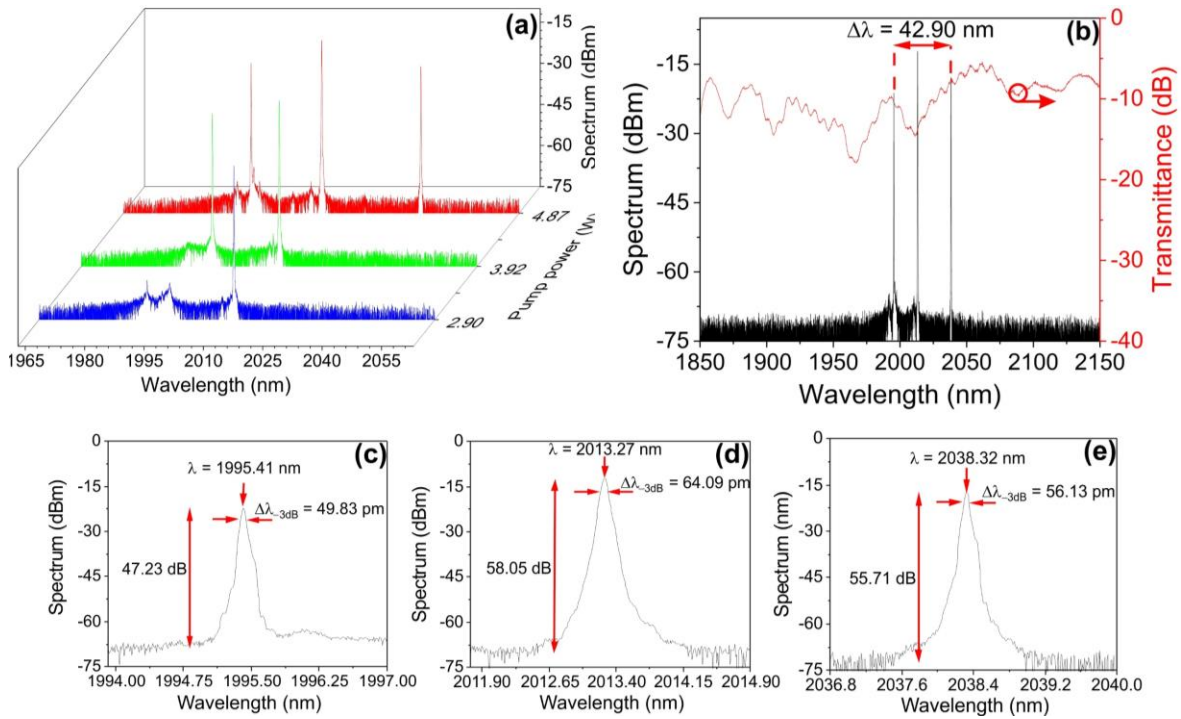 (a)
Spectrum (dBm)
-15
-30
-45
-60
-75
4.87
3.92
2.90
Pump power (W)
1965 1980 1995 2010 2025 2040 2055
Wavelength (nm)
(b)
Δλ = 42.90 nm
Spectrum (dBm)
-15
-30
-45
-60
-75
Transmittance (dB)
0
-10
-20
-30
-40
1850 1900 1950 2000 2050 2100 2150
Wavelength (nm)
(c)
λ = 1995.41 nm
Δλ-3dB = 49.83 pm
47.23 dB
Spectrum (dBm)
0
-15
-30
-45
-60
-75
1994.00 1994.75 1995.50 1996.25 1997.00
Wavelength (nm)
(d)
λ = 2013.27 nm
Δλ-3dB = 64.09 pm
58.05 dB
Spectrum (dBm)
0
-15
-30
-45
-60
-75
2011.90 2012.65 2013.40 2014.15 2014.90
Wavelength (nm)
(e)
λ = 2038.32 nm
Δλ-3dB = 56.13 pm
55.71 dB
Spectrum (nm)
0
-15
-30
-45
-60
-75
2036.8 2037.6 2038.4 2039.2 2040.0
Wavelength (nm)